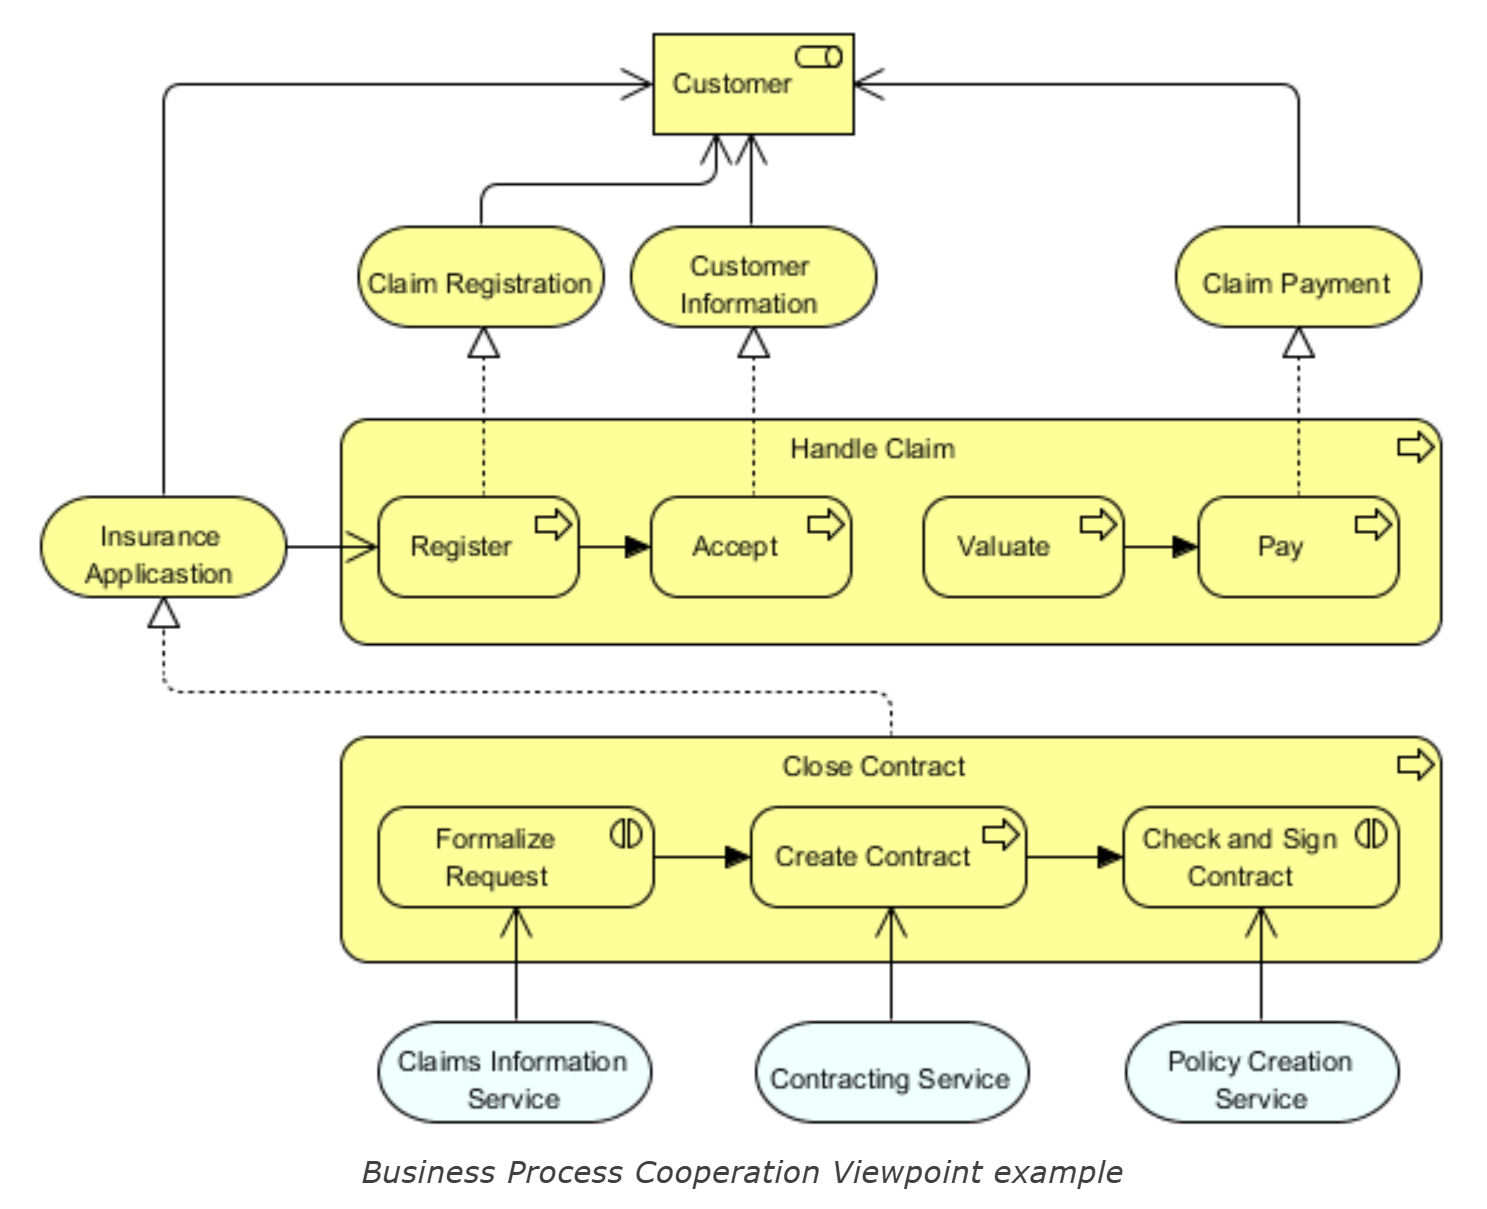 Customer
Claim Registration
Customer
Information
Claim Payment
Handle Claim
Insurance
Applicastion
Register
Accept
Valuate
Pay
Close Contract
Formalize
Request
Create Contract
Check and Sign
Contract
Claims Information
Service
Contracting Service
Policy Creation
Service
Business Process Cooperation Viewpoint example